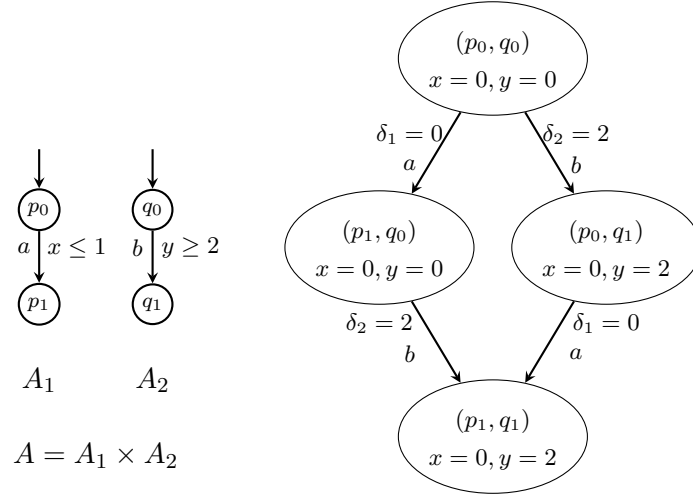 p₀
a x ≤ 1
p₁
A₁
q₀
b y ≥ 2
q₁
A₂
A = A₁ × A₂
(p₀, q₀)
x = 0, y = 0
δ₁ = 0
a
δ₂ = 2
b
(p₁, q₀)
x = 0, y = 0
(p₀, q₁)
x = 0, y = 2
δ₂ = 2
b
δ₁ = 0
a
(p₁, q₁)
x = 0, y = 2